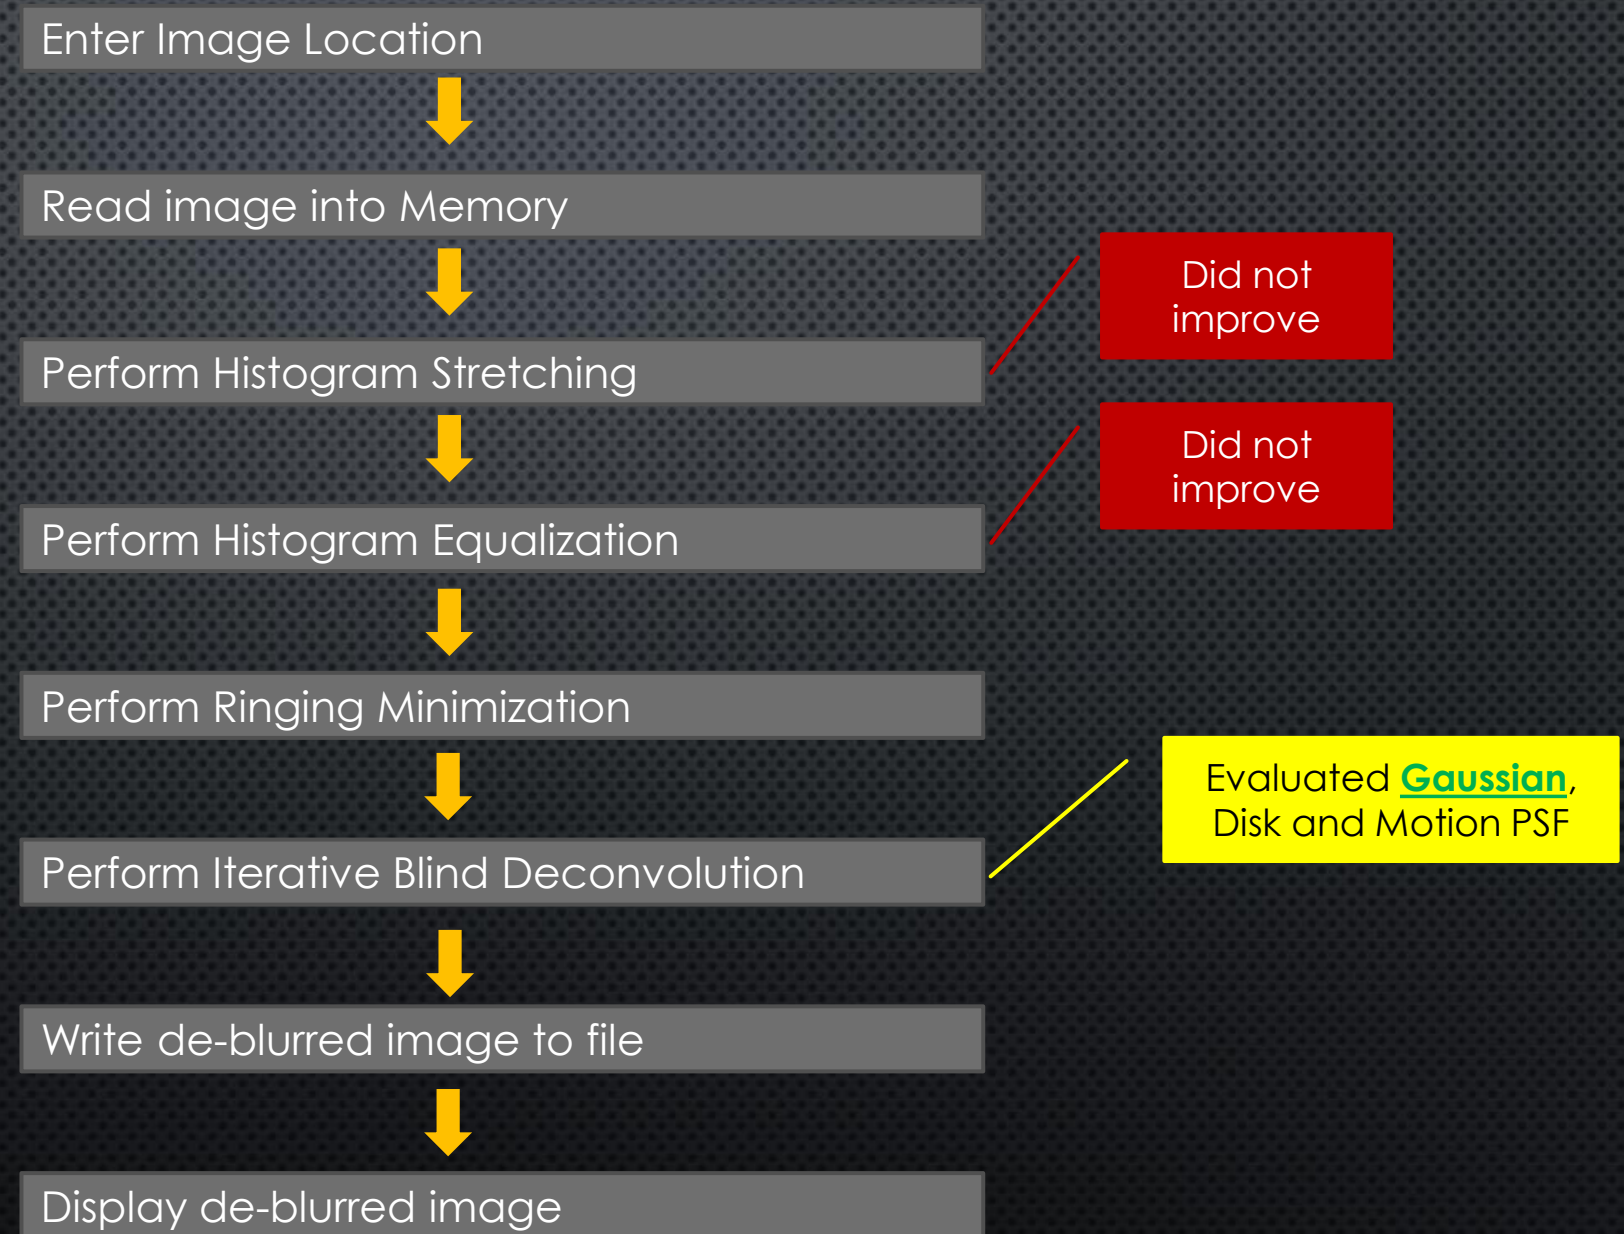 Enter Image Location
Read image into Memory
Did not
improve
Perform Histogram Stretching
Did not
improve
Perform Histogram Equalization
Perform Ringing Minimization
Evaluated Gaussian,
Disk and Motion PSF
Perform Iterative Blind Deconvolution
Write de-blurred image to file
Display de-blurred image